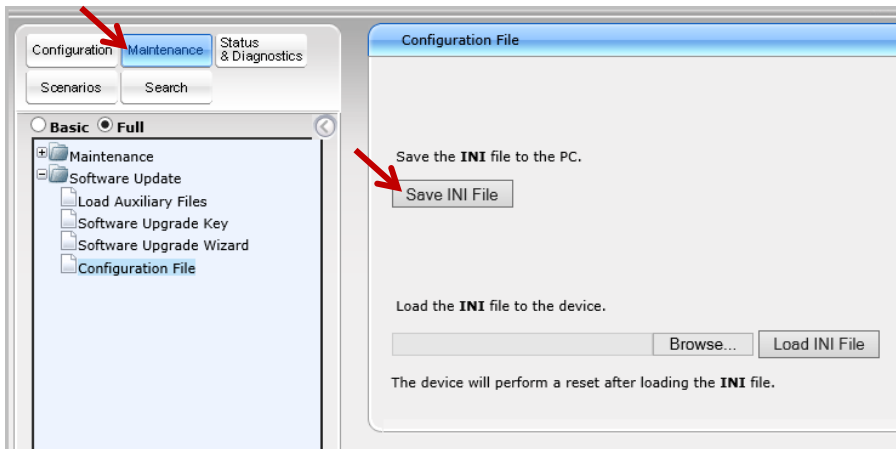 Configuration
Maintenance
Status
& Diagnostics
Scenarios
Search
Basic
Full
Maintenance
Software Update
Load Auxiliary Files
Software Upgrade Key
Software Upgrade Wizard
Configuration File
Configuration File
Save the INI file to the PC.
Save INI File
Load the INI file to the device.
Browse...
Load INI File
The device will perform a reset after loading the INI file.